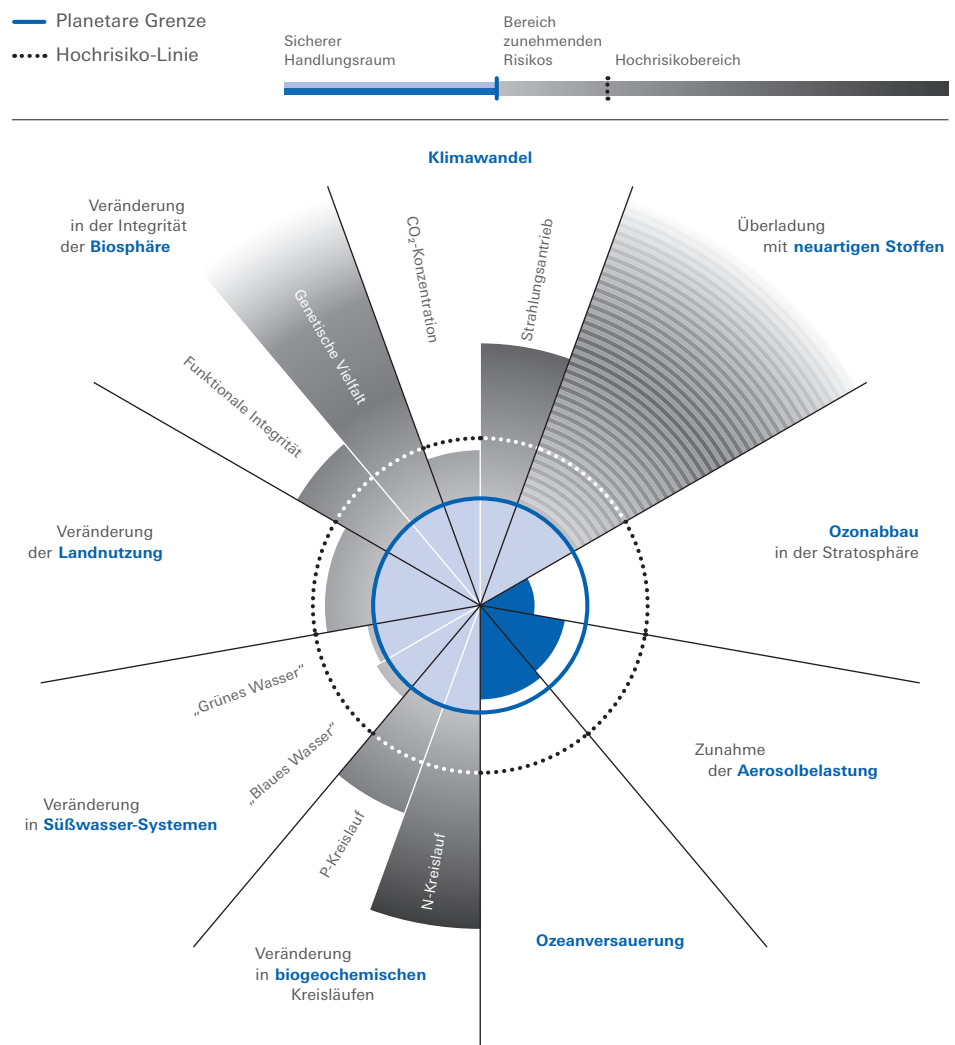 Planetare Grenze
Hochrisiko-Linie
Sicherer
Handlungsraum
Bereich
zunehmenden
Risikos
Hochrisikobereich
Klimawandel
Veränderung
in der Integrität
der Biosphäre
CO₂-Konzentration
Strahlungsantrieb
Überladung
mit neuartigen Stoffen
Genetische Vielfalt
Funktionale Integrität
Veränderung
der Landnutzung
Ozonabbau
in der Stratosphäre
„Grünes Wasser“
„Blaues Wasser“
Zunahme
der Aerosolbelastung
Veränderung
in Süßwasser-Systemen
P-Kreislauf
N-Kreislauf
Ozeanversauerung
Veränderung
in biogeochemischen
Kreisläufen